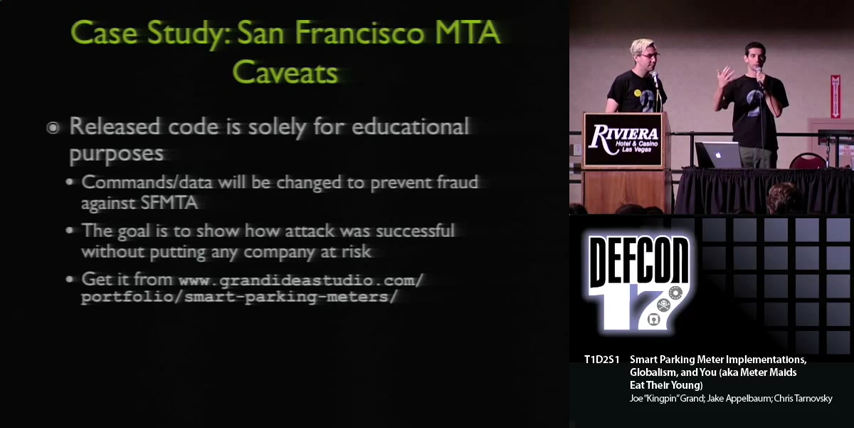 Case Study: San Francisco MTA
Caveats
Released code is solely for educational
purposes
Commands/data will be changed to prevent fraud
against SFMTA
The goal is to show how attack was successful
without putting any company at risk
Get it from www.grandideastudio.com/
portfolio/smart-parking-meters/
RIVIERA
Hotel & Casino
Las Vegas
DEFCON
17
T1D2S1 Smart Parking Meter Implementations,
Globalism, and You (aka Meter Maids
Eat Their Young)
Joe "Kingpin" Grand; Jake Appelbaum; Chris Tarnovsky